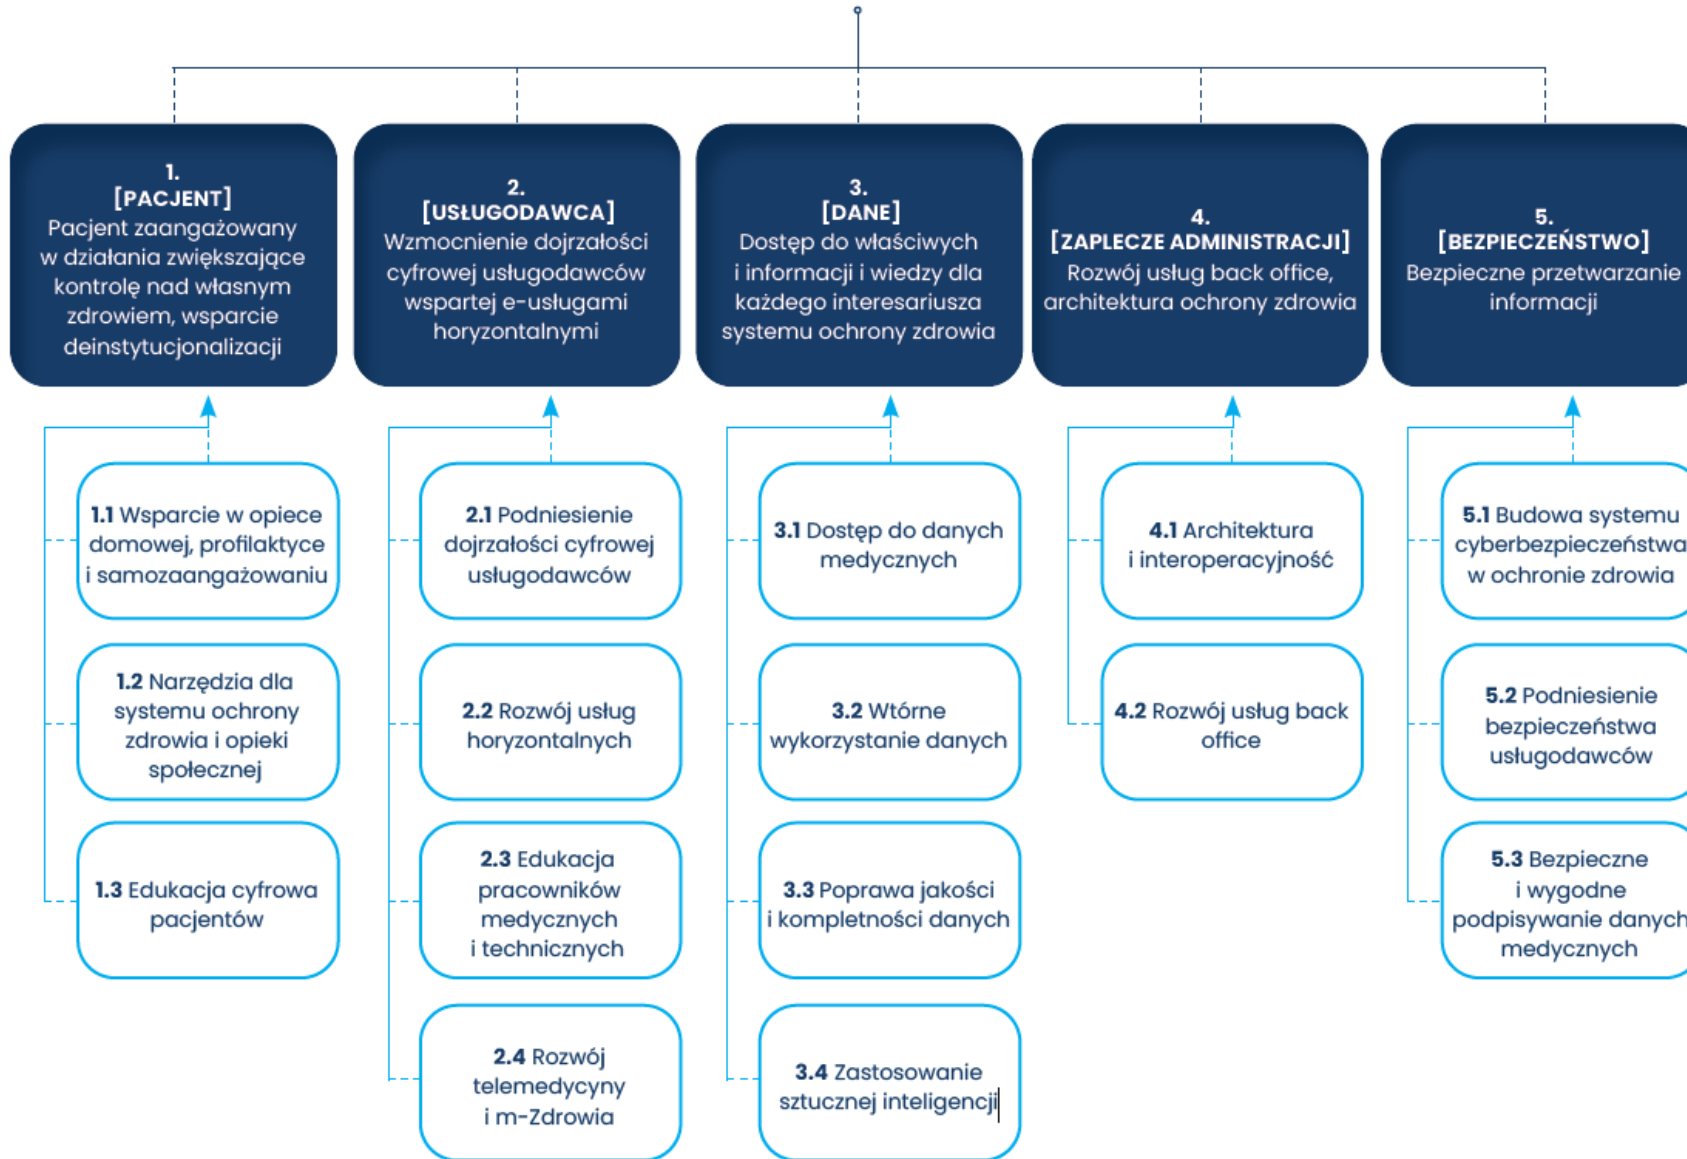 1.
[PACJENT]
Pacjent zaangażowany
w działania zwiększające
kontrolę nad własnym
zdrowiem, wsparcie
deinstytucjonalizacji
2.
[USŁUGODAWCA]
Wzmocnienie dojrzałości
cyfrowej usługodawców
wspartej e-usługami
horyzontalnymi
3.
[DANE]
Dostęp do właściwych
i informacji i wiedzy dla
każdego interesariusza
systemu ochrony zdrowia
4.
[ZAPLECZE ADMINISTRACJI]
Rozwój usług back office,
architektura ochrony zdrowia
5.
[BEZPIECZEŃSTWO]
Bezpieczne przetwarzanie
informacji
1.1 Wsparcie w opiece
domowej, profilaktyce
i samozaangażowaniu
1.2 Narzędzia dla
systemu ochrony
zdrowia i opieki
społecznej
1.3 Edukacja cyfrowa
pacjentów
2.1 Podniesienie
dojrzałości cyfrowej
usługodawców
2.2 Rozwój usług
horyzontalnych
2.3 Edukacja
pracowników
medycznych
i technicznych
2.4 Rozwój
telemedycyny
i m-Zdrowia
3.1 Dostęp do danych
medycznych
3.2 Wtórne
wykorzystanie danych
3.3 Poprawa jakości
i kompletności danych
3.4 Zastosowanie
sztucznej inteligencji
4.1 Architektura
i interoperacyjność
4.2 Rozwój usług back
office
5.1 Budowa systemu
cyberbezpieczeństwa
w ochronie zdrowia
5.2 Podniesienie
bezpieczeństwa
usługodawców
5.3 Bezpieczne
i wygodne
podpisywanie danych
medycznych